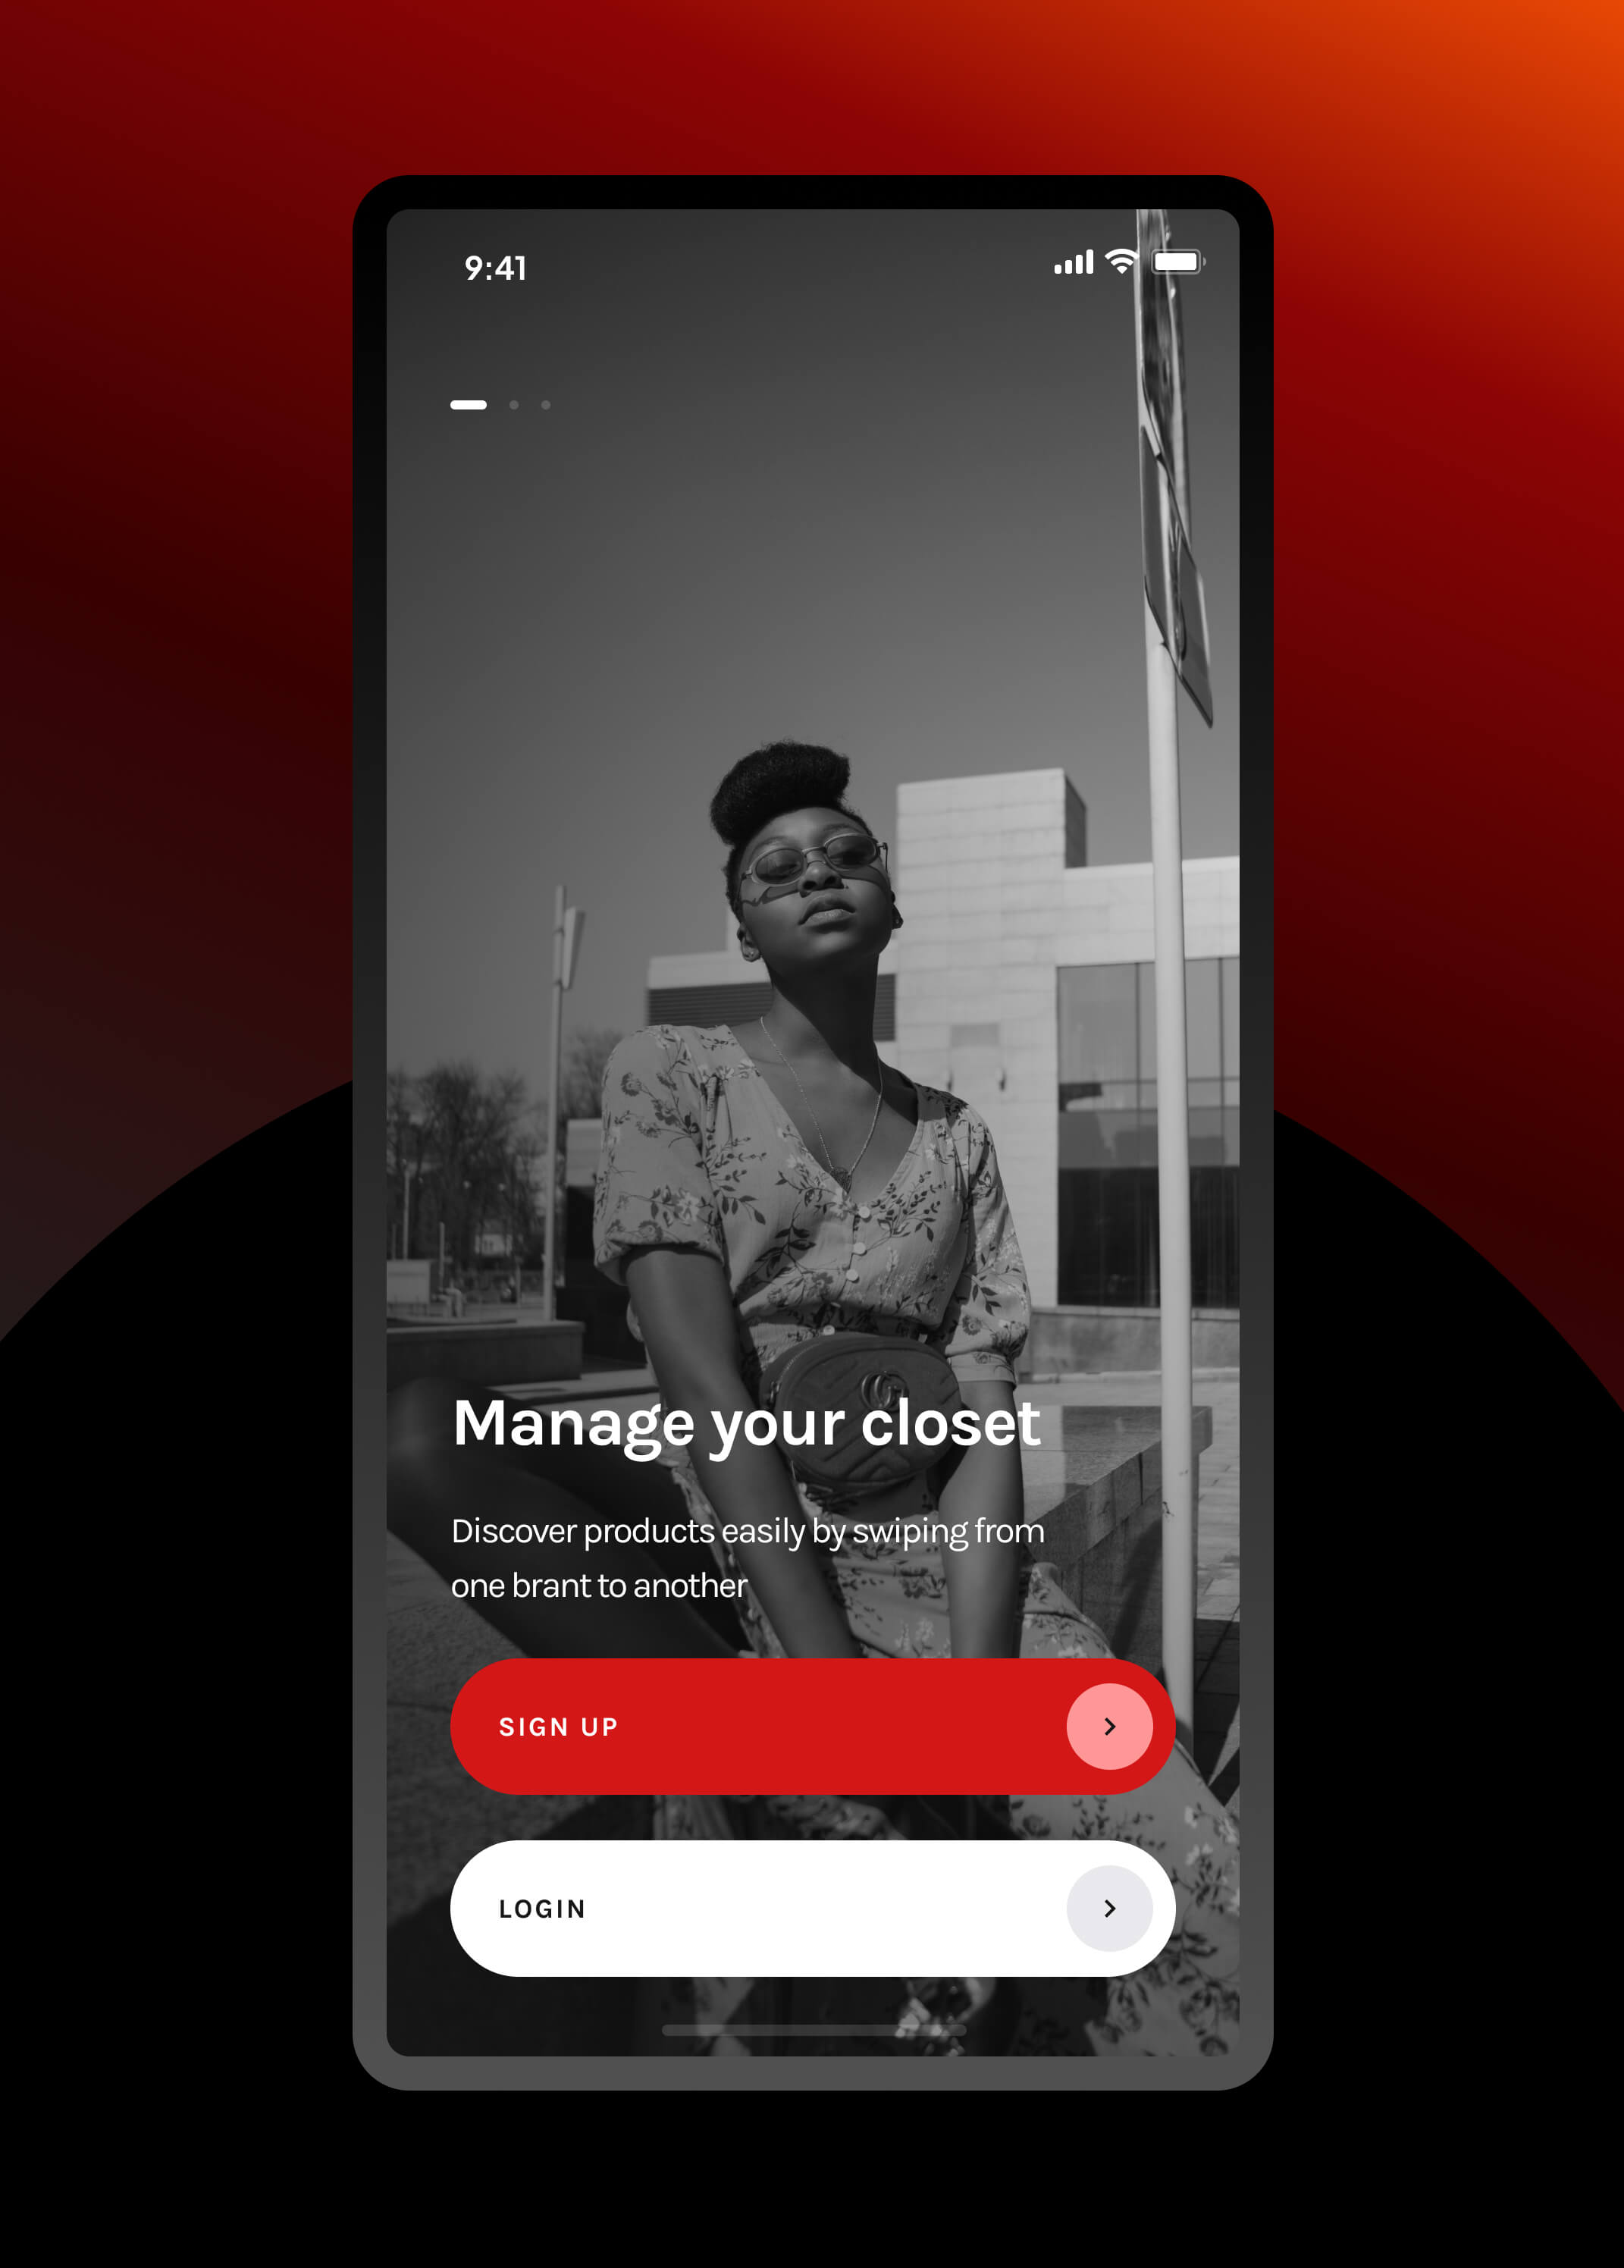 9:41
Manage your closet
Discover products easily by swiping from
one brant to another
SIGN UP
LOGIN